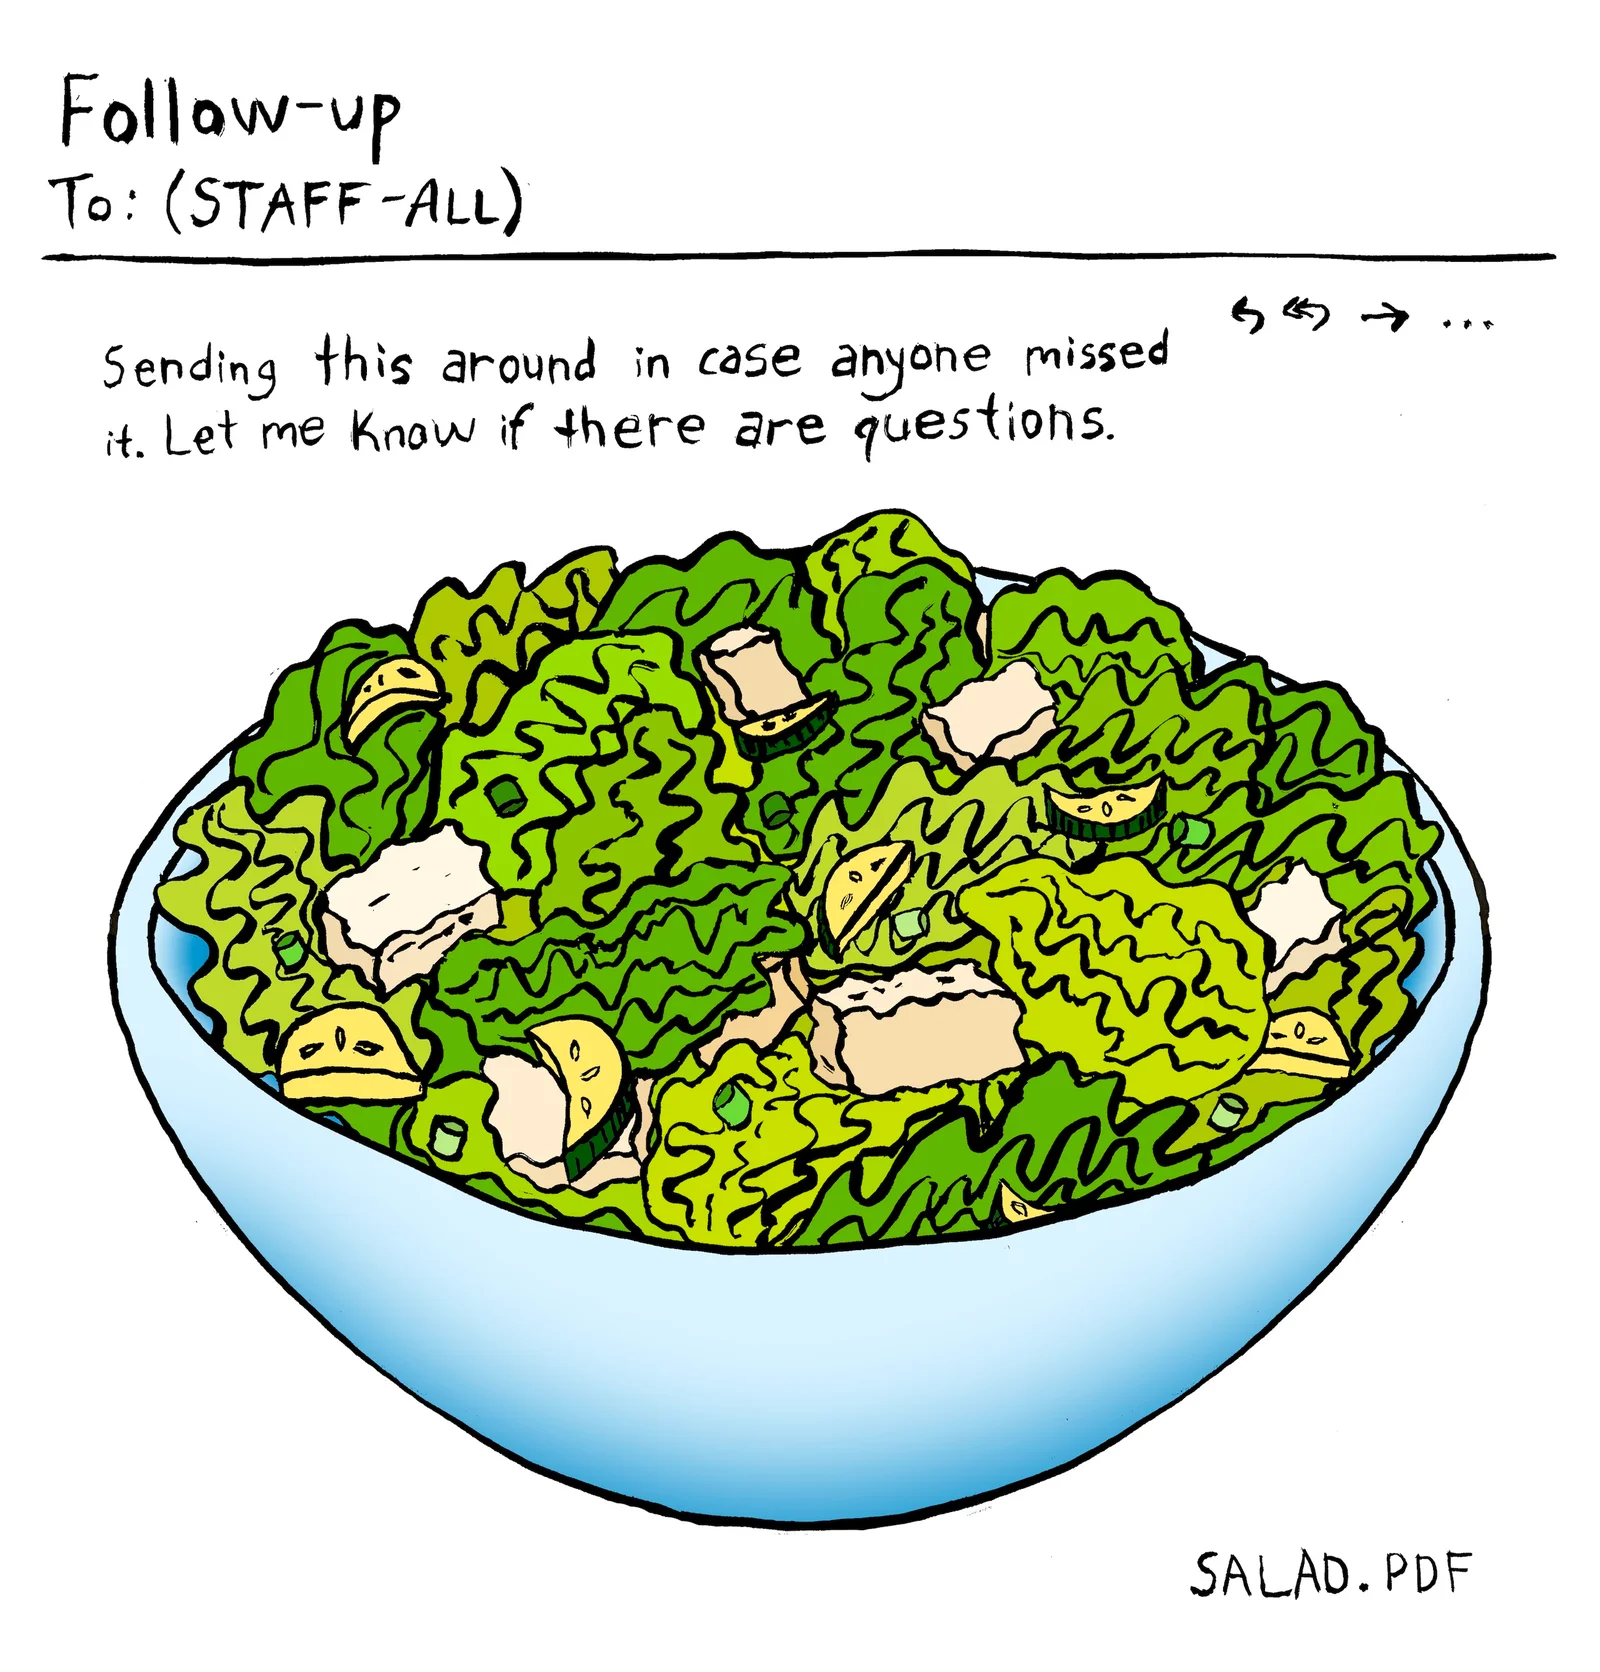 Follow-up
To: (STAFF-ALL)
Sending this around in case anyone missed
it. Let me know if there are questions.
SALAD.PDF